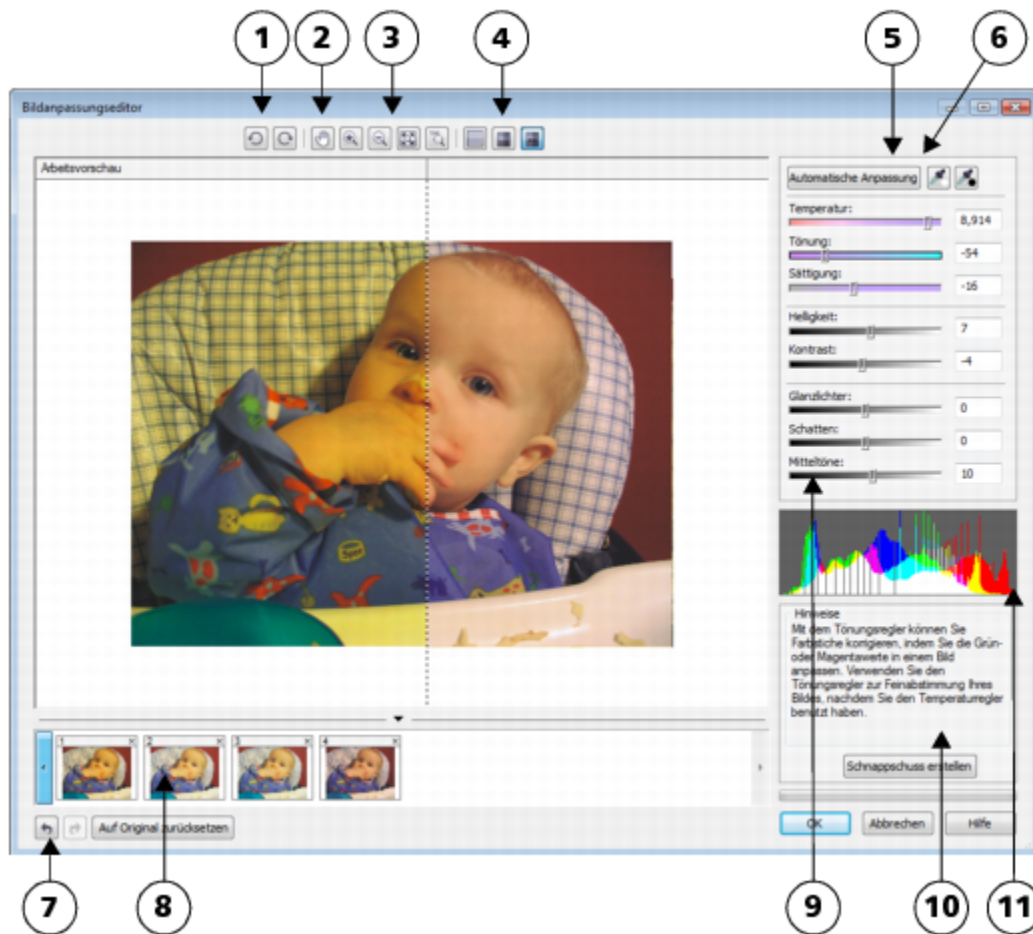 1 2 3 4 5 6
Bildanpassungseditor
Arbeitsvorschau
Automatische Anpassung
Temperatur:
8,914
Tönung:
-54
Sättigung:
-16
Helligkeit:
7
Kontrast:
-4
Glanzlichter:
0
Schatten:
0
Mitteltöne:
10
Spot
Hinweise
Mit dem Tönungsregler können Sie
Farbstiche korrigieren, indem Sie die Grün-
oder Magentawerte in einem Bild
anpassen. Verwenden Sie den
Tönungsregler zur Feinabstimmung Ihres
Bildes, nachdem Sie den Temperaturregler
benutzt haben.
Schnappschuss erstellen
1 2 3 4
Auf Original zurücksetzen
OK
Abbrechen
Hilfe
7 8 9 10 11